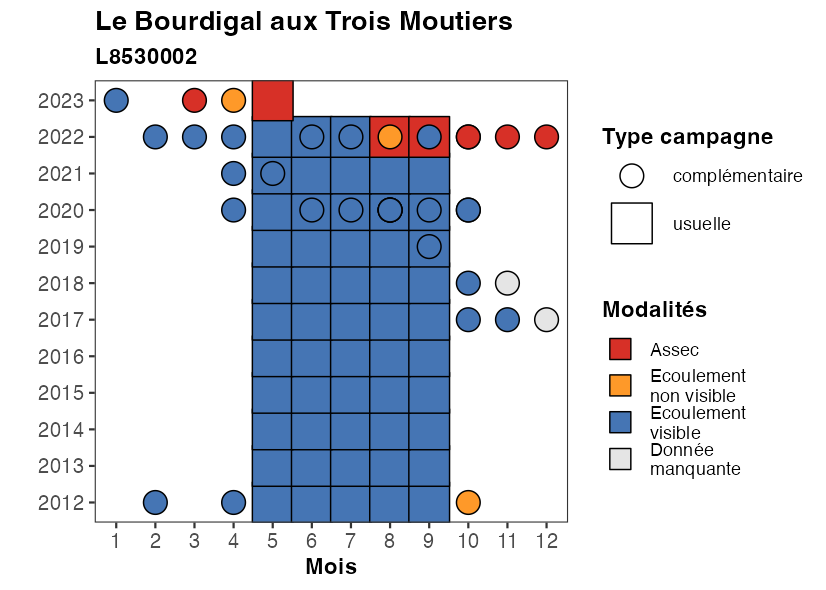 Le Bourdigal aux Trois Moutiers
L8530002
2023
2022
2021
2020
2019
2018
2017
2016
2015
2014
2013
2012
1 2 3 4 5 6 7 8 9 10 11 12
Mois
Type campagne
complémentaire
usuelle
Modalités
Assec
Ecoulement
non visible
Ecoulement
visible
Donnée
manquante